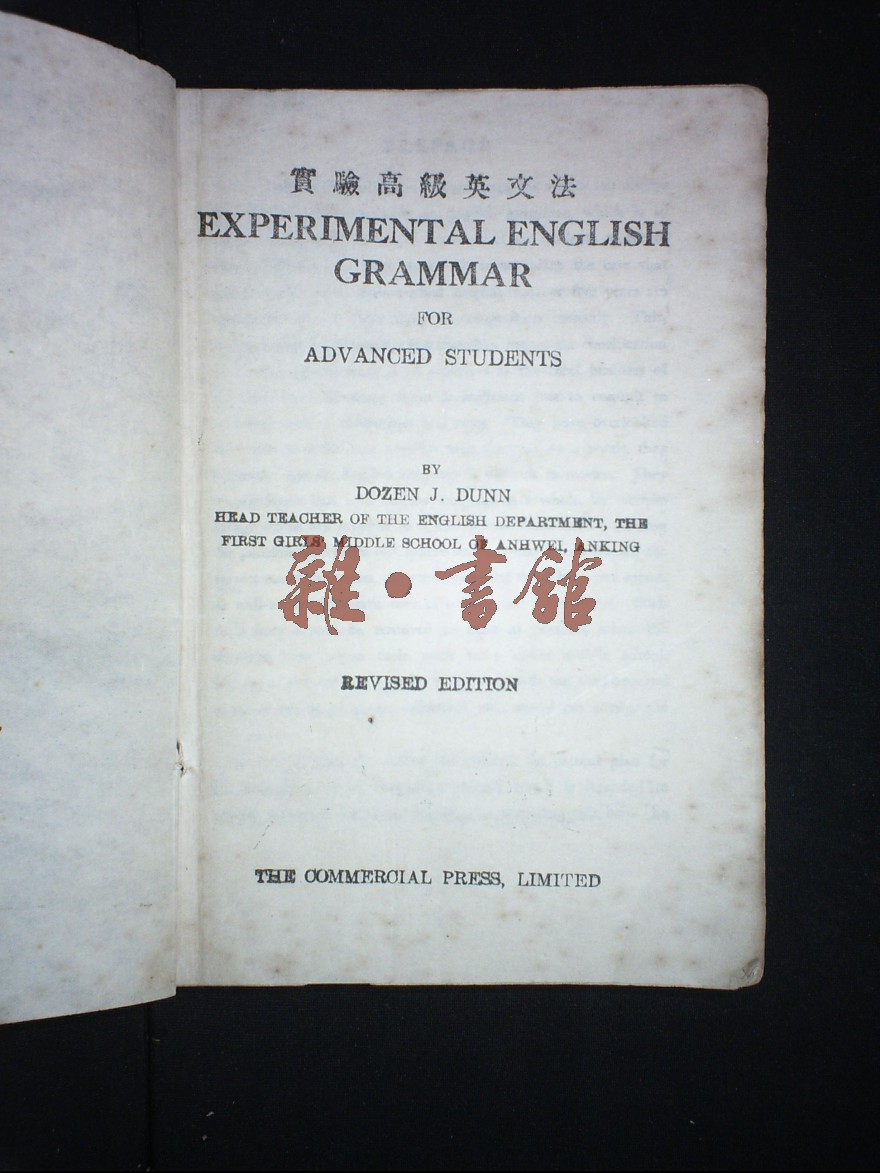 實驗高級英文法
EXPERIMENTAL ENGLISH
GRAMMAR
FOR
ADVANCED STUDENTS
BY
DOZEN J. DUNN
HEAD TEACHER OF THE ENGLISH DEPARTMENT, THE
FIRST GIRLS, MIDDLE SCHOOL OF ANHWEI, ANKING
雜·書館
REVISED EDITION
THE COMMERCIAL PRESS, LIMITED